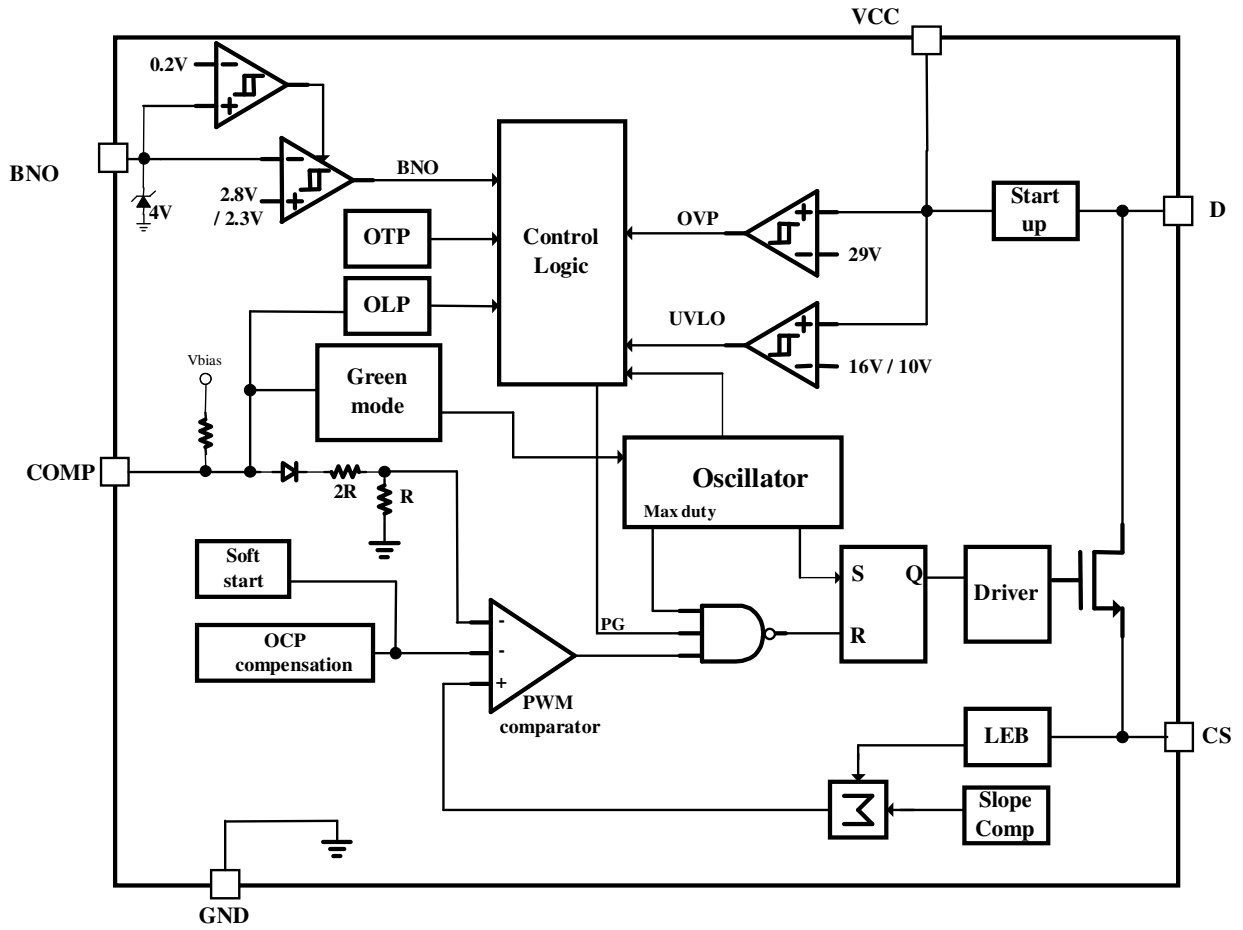 VCC
0.2V
BNO
BNO
4V
2.8V
/ 2.3V
OTP
OLP
Control
Logic
OVP
29V
Start
up
D
UVLO
16V / 10V
Vbias
Green
mode
COMP
2R
R
Oscillator
Max duty
Soft
start
OCP
compensation
PG
-
-
+
PWM
comparator
S
Q
R
Driver
LEB
CS
Σ
Slope
Comp
GND